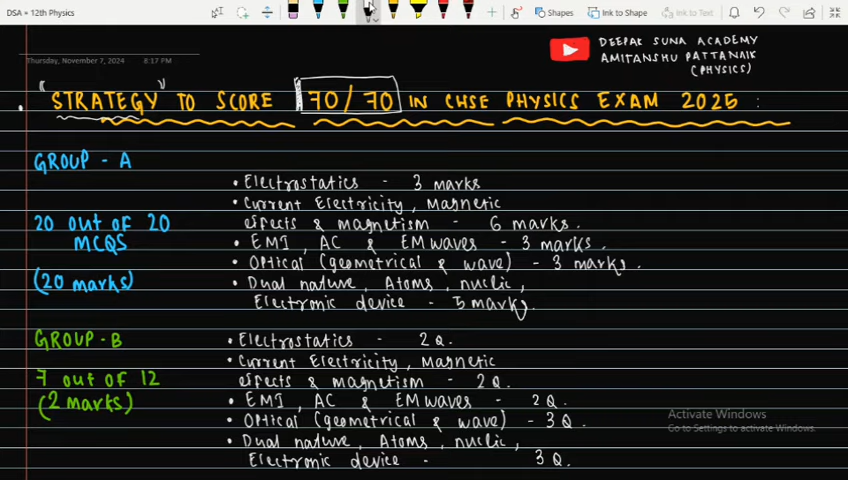 DSA = 12th Physics
Shapes
Ink to Shape
Ink to Text
Thursday, November 7, 2024 8:17 PM
DEEPAK SUNA ACADEMY
AMITANSHU PATTANAIK
(PHYSICS)
"STRATEGY" TO SCORE 70/70 IN CHSE PHYSICS EXAM 2025 :
GROUP - A
20 out of 20
MCQS
(20 marks)
• Electrostatics - 3 marks
• Current Electricity, Magnetic
effects & magnetism - 6 marks.
• EMI, AC & EM waves - 3 marks.
• Optical (geometrical & wave) - 3 marks.
• Dual nature, Atoms, nuclic,
Electronic device - 5 marks.
GROUP - B
7 out of 12
(2 marks)
• Electrostatics - 2 Q.
• Current Electricity, Magnetic
effects & magnetism - 2 Q.
• EMI, AC & EM waves - 2 Q.
• Optical (geometrical & wave) - 3 Q.
• Dual nature, Atoms, nuclic,
Electronic device - 3 Q.
Activate Windows
Go to Settings to activate Windows.